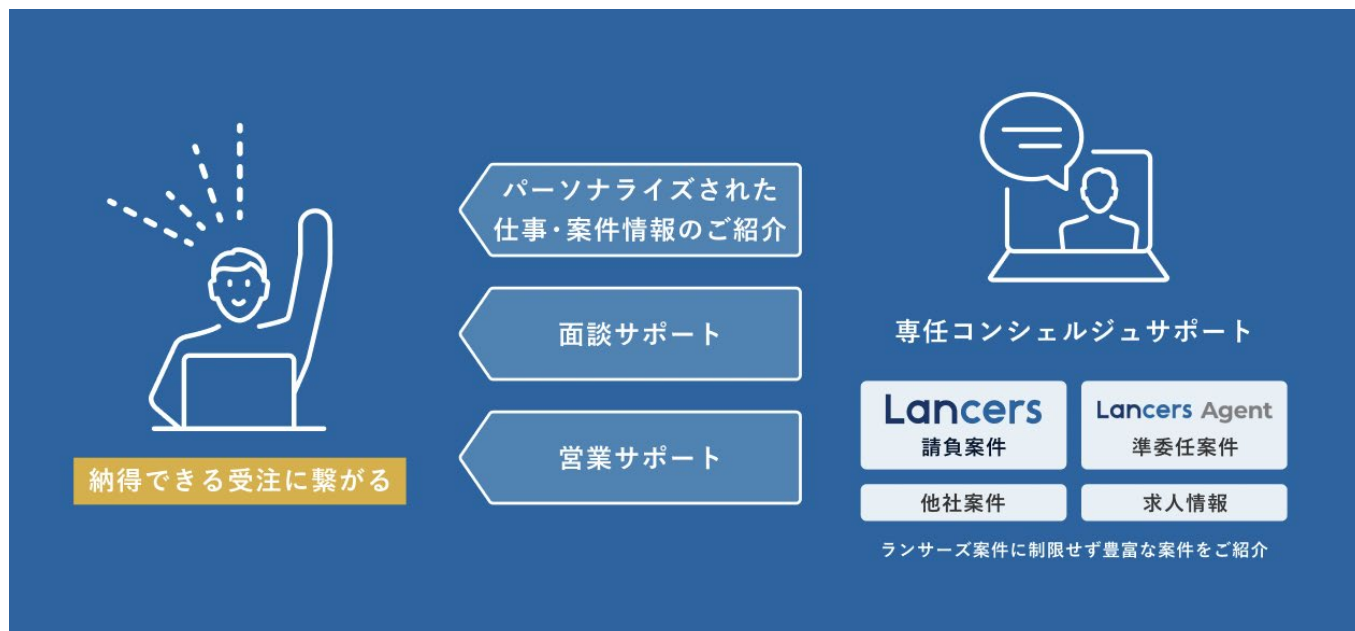 パーソナライズされた
仕事・案件情報のご紹介
面談サポート
営業サポート
納得できる受注に繋がる
専任コンシェルジュサポート
Lancers
請負案件
Lancers Agent
準委任案件
他社案件
求人情報
ランサーズ案件に制限せず豊富な案件をご紹介